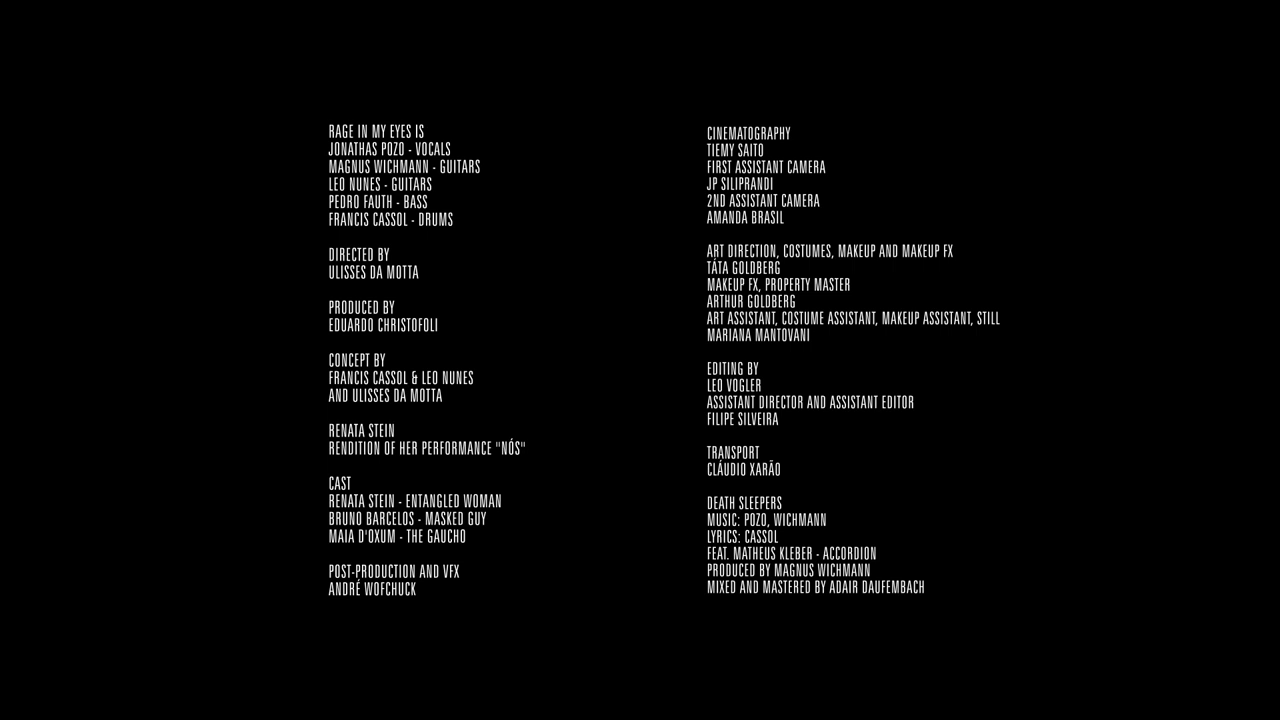 RAGE IN MY EYES IS
JONATHAS POZO - VOCALS
MAGNUS WICHMANN - GUITARS
LEO NUNES - GUITARS
PEDRO FAUTH - BASS
FRANCIS CASSOL - DRUMS
DIRECTED BY
ULISSES DA MOTTA
PRODUCED BY
EDUARDO CHRISTOFOLI
CONCEPT BY
FRANCIS CASSOL & LEO NUNES
AND ULISSES DA MOTTA
RENATA STEIN
RENDITION OF HER PERFORMANCE "NÓS"
CAST
RENATA STEIN - ENTANGLED WOMAN
BRUNO BARCELOS - MASKED GUY
MAIA D'OXUM - THE GAUCHO
POST-PRODUCTION AND VFX
ANDRÉ WOFCHUCK
CINEMATOGRAPHY
TIEMY SAITO
FIRST ASSISTANT CAMERA
JP SILIPRANDI
2ND ASSISTANT CAMERA
AMANDA BRASIL
ART DIRECTION, COSTUMES, MAKEUP AND MAKEUP FX
TÁTA GOLDBERG
MAKEUP FX, PROPERTY MASTER
ARTHUR GOLDBERG
ART ASSISTANT, COSTUME ASSISTANT, MAKEUP ASSISTANT, STILL
MARIANA MANTOVANI
EDITING BY
LEO VOGLER
ASSISTANT DIRECTOR AND ASSISTANT EDITOR
FILIPE SILVEIRA
TRANSPORT
CLÁUDIO XARÃO
DEATH SLEEPERS
MUSIC: POZO, WICHMANN
LYRICS: CASSOL
FEAT. MATHEUS KLEBER - ACCORDION
PRODUCED BY MAGNUS WICHMANN
MIXED AND MASTERED BY ADAIR DAUFEMBACH